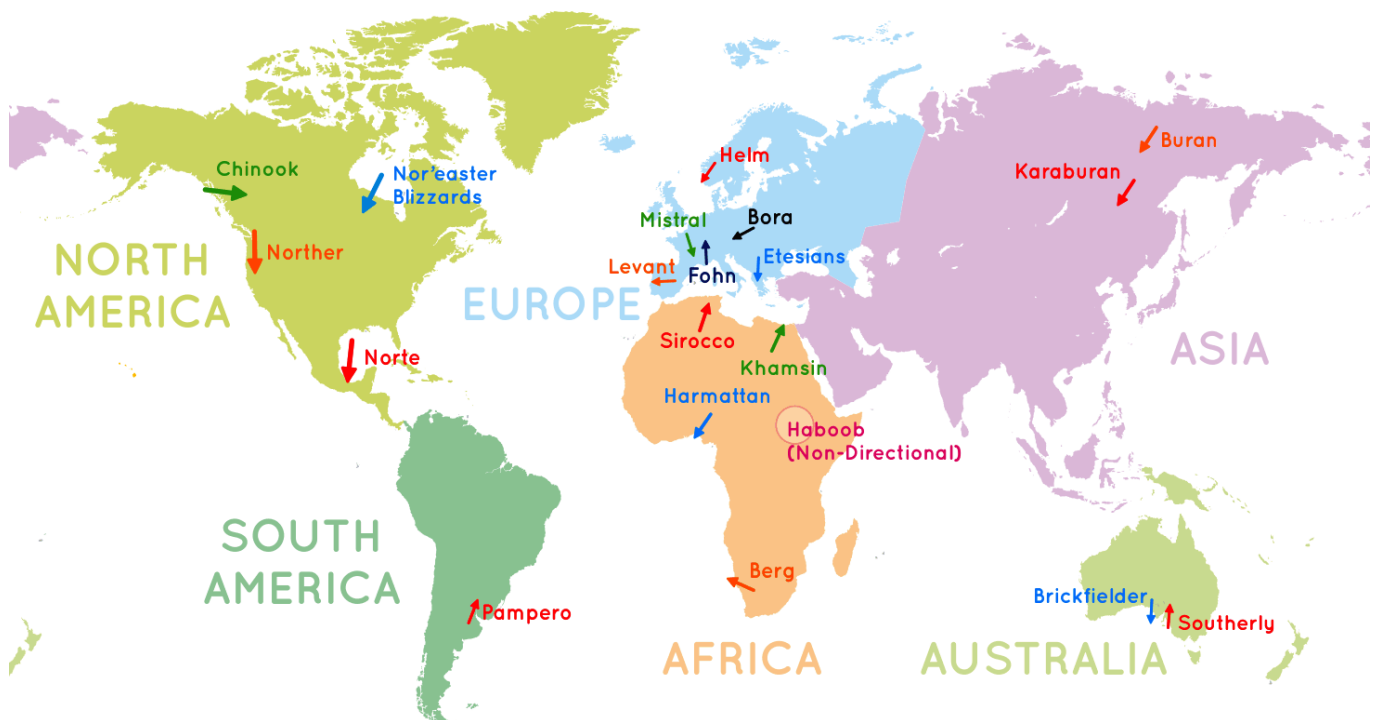 Helm
Buran
Chinook
Karaburan
Nor'easter
Blizzards
Mistral
Bora
NORTH
AMERICA
Norther
Etesians
Levant
Fohn
EUROPE
Sirocco
ASIA
Norte
Khamsin
Harmattan
Haboob
(Non-Directional)
SOUTH
AMERICA
Berg
Brickfielder
Pampero
Southerly
AFRICA
AUSTRALIA